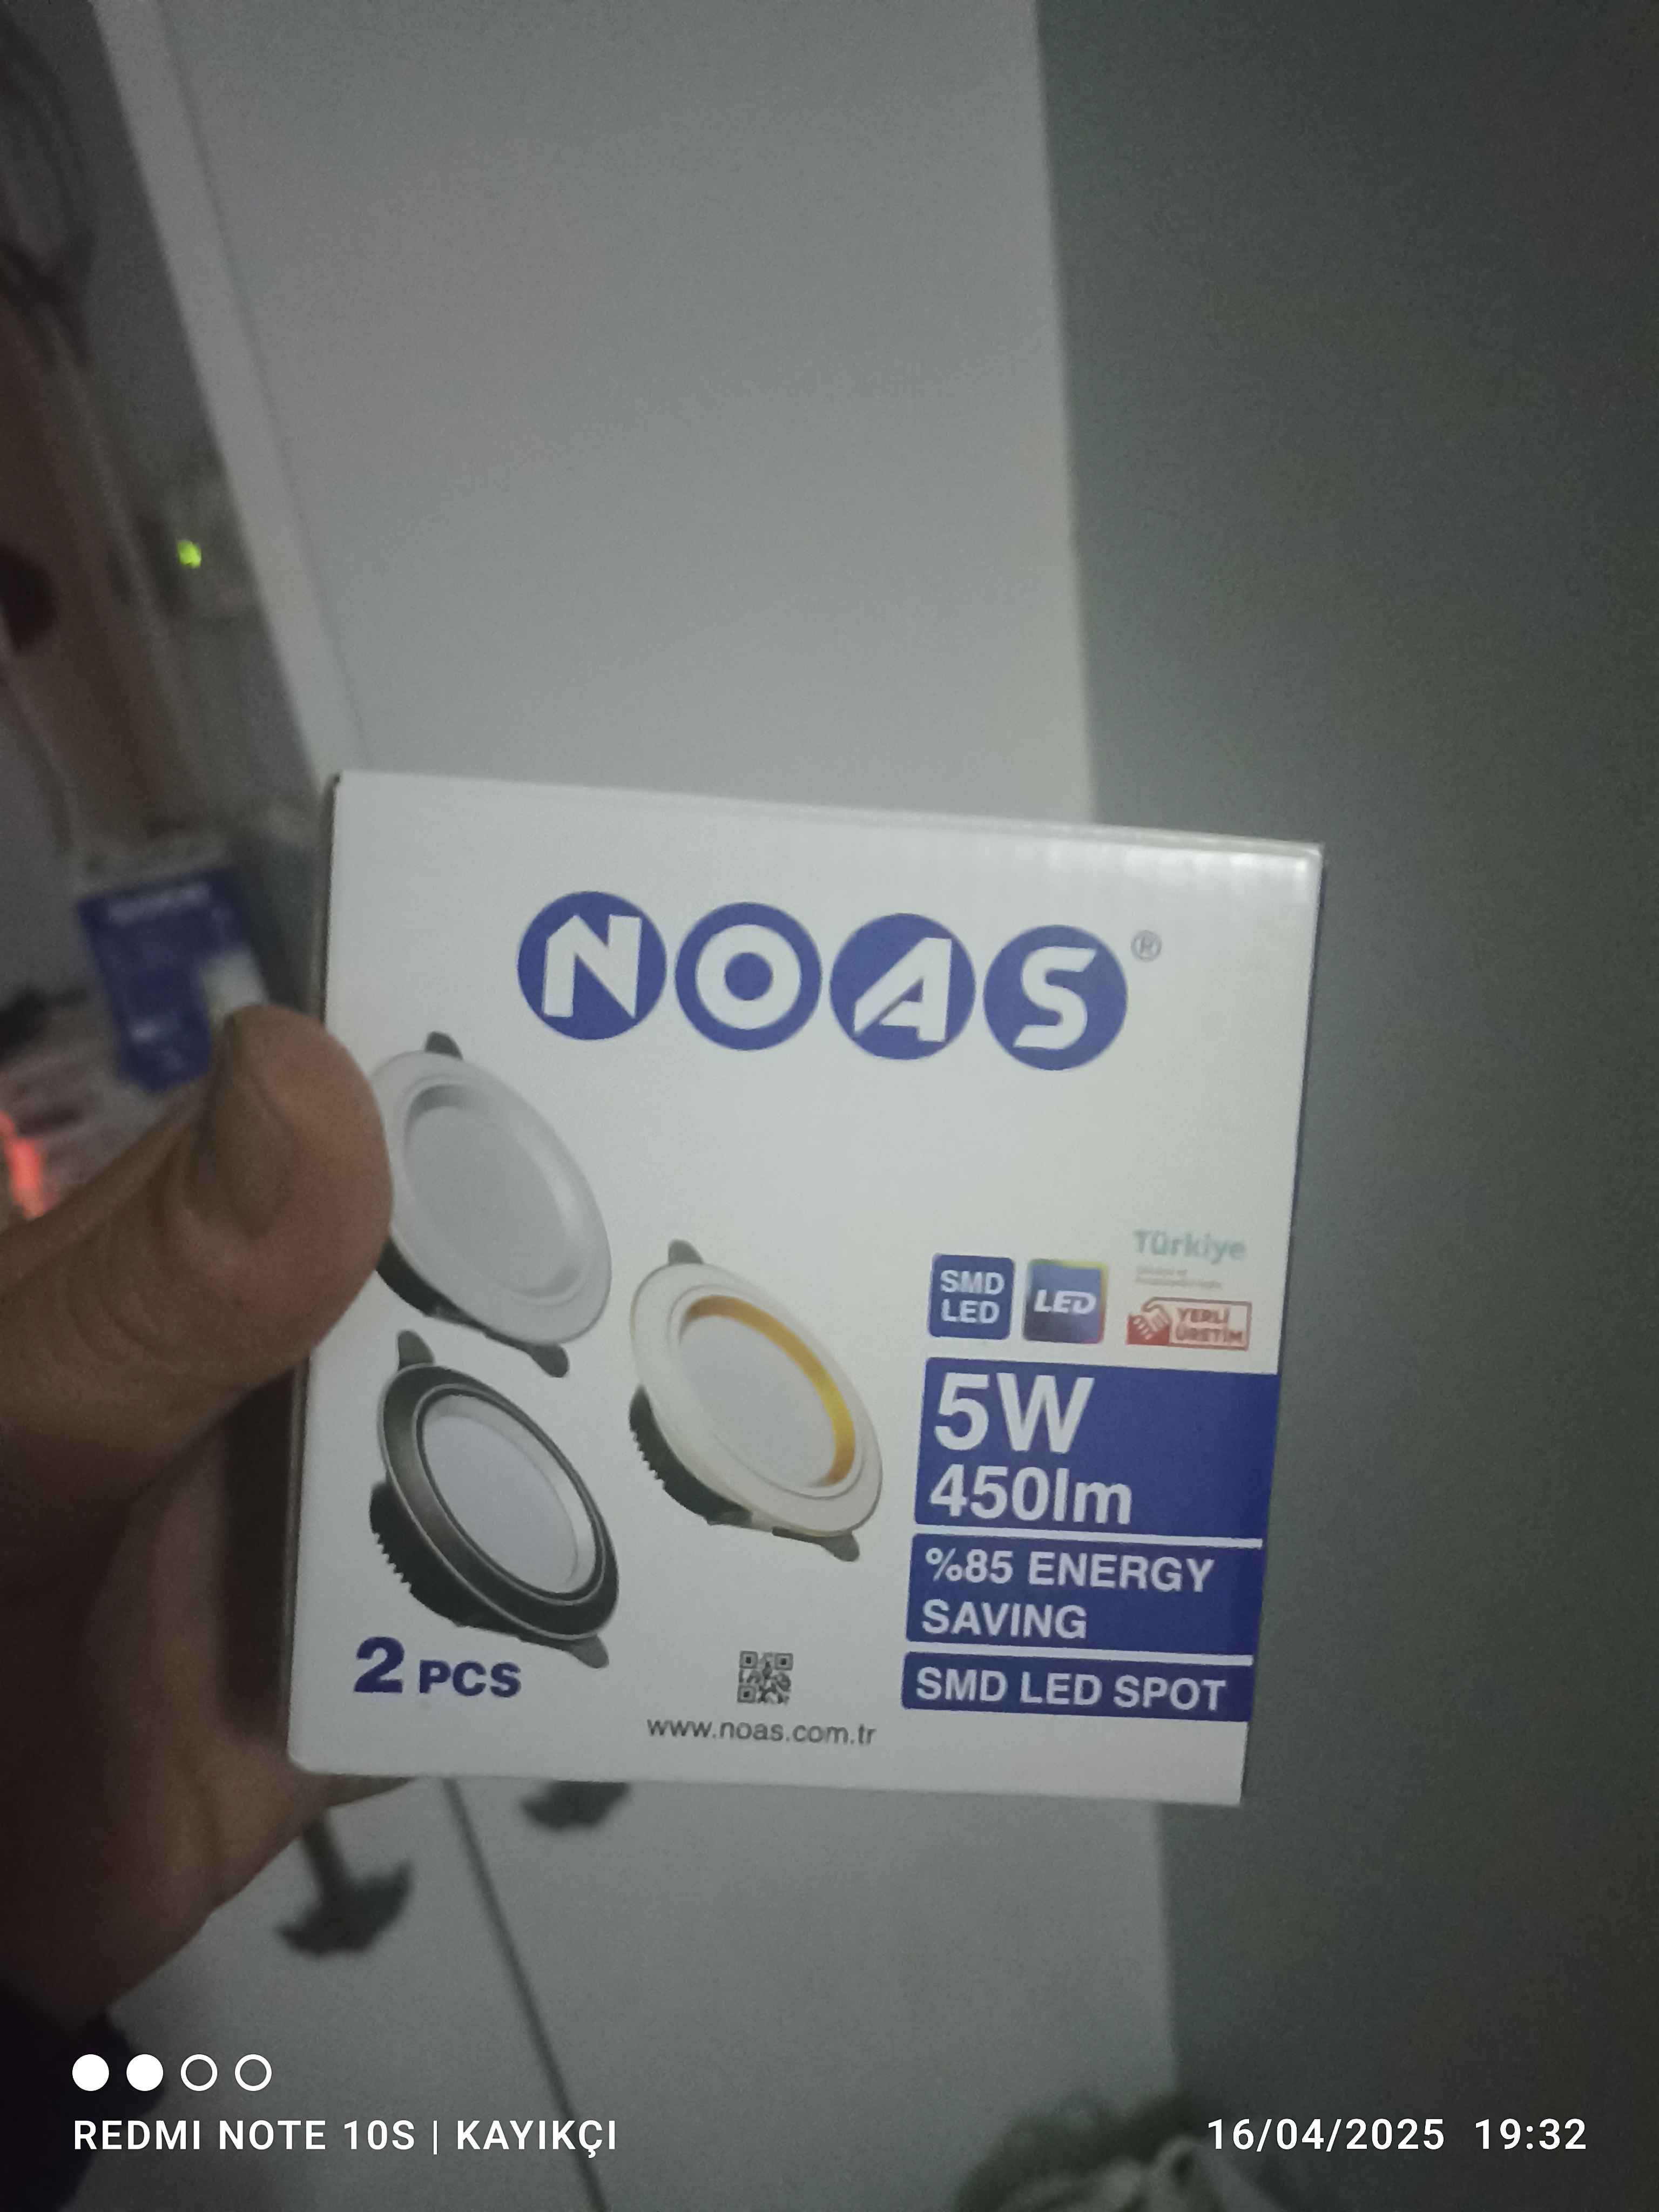 NOAS®
Türkiye
SMD
LED
LED
YERLİ
ÜRETİM
5W
450lm
%85 ENERGY
SAVING
SMD LED SPOT
2 PCS
www.noas.com.tr
REDMI NOTE 10S | KAYIKÇI
16/04/2025 19:32